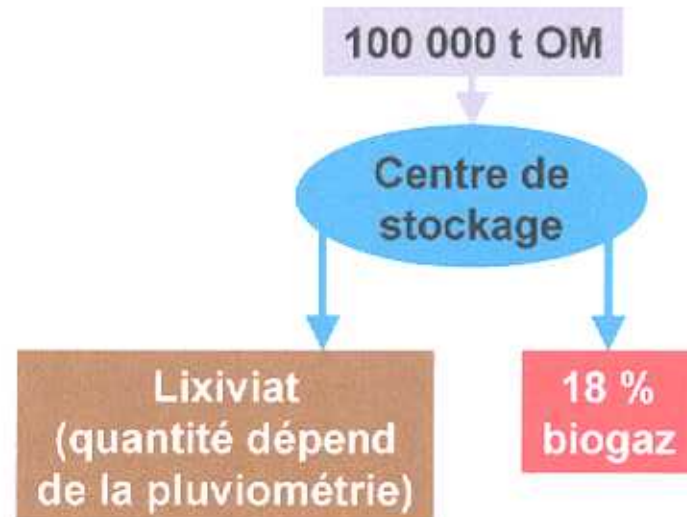 100 000 t OM
Centre de
stockage
Lixiviat
(quantité dépend
de la pluviométrie)
18 %
biogaz